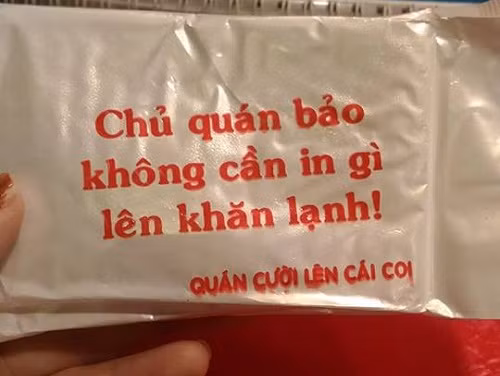 Chủ quán bảo
không cần in gì
lên khăn lạnh!
QUÁN CƯỜI LÊN CÁI COI